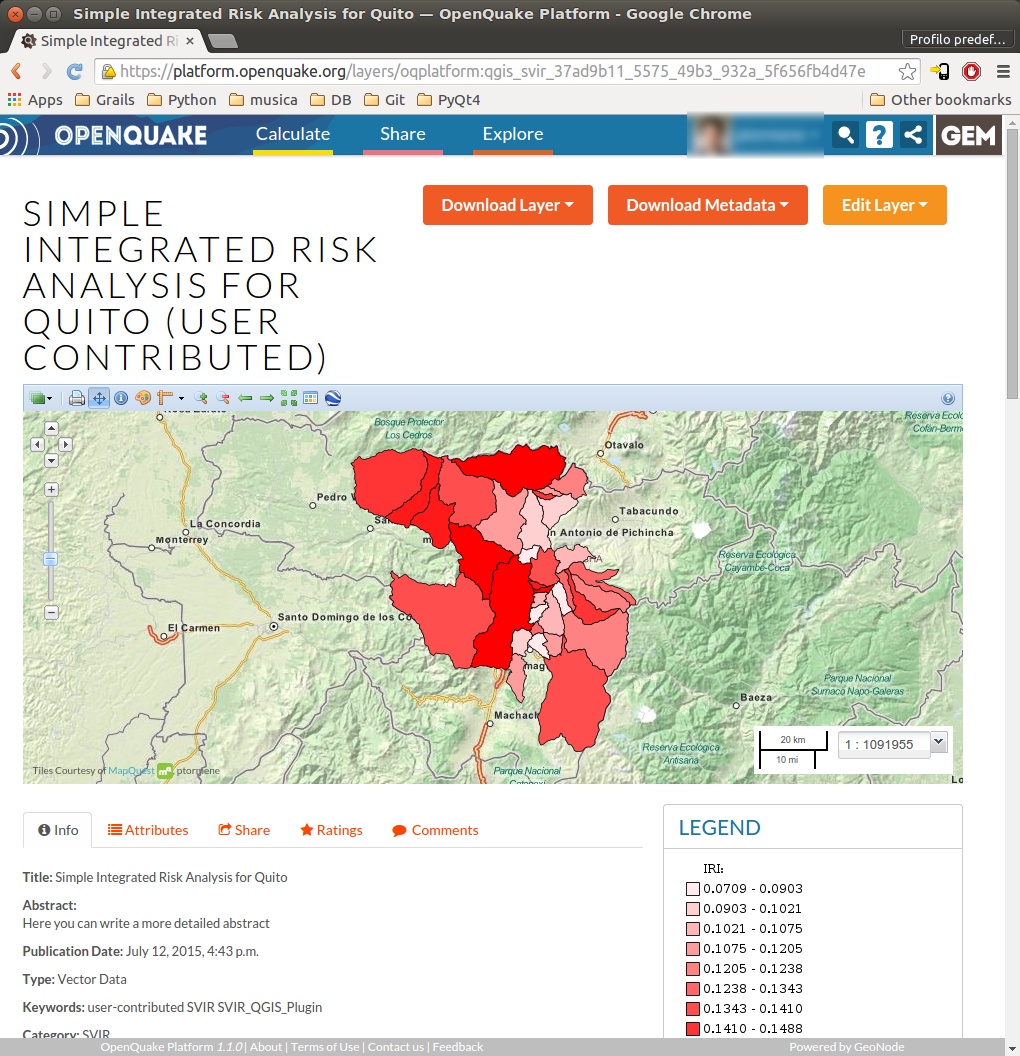 Simple Integrated Risk Analysis for Quito — OpenQuake Platform - Google Chrome
Simple Integrated Ri
Profilo predef…
https://platform.openquake.org/layers/oqplatform:qgis_svir_37ad9b11_5575_49b3_932a_5f656fb4d47e
Apps Grails Python musica DB Git PyQt4 Other bookmarks
OPENQUAKE Calculate Share Explore GEM
Download Layer Download Metadata Edit Layer
SIMPLE
INTEGRATED RISK
ANALYSIS FOR
QUITO (USER
CONTRIBUTED)
Bosque Protector
Los Cedros
Reserva Ecoló
Cofán-Berm
Otavalo
Pedro V
Tabacundo
La Concordia
San
n Antonio de Pichincha
Monterrey
m
Reserva Ecológica
Cayambe-Coca
Santo Domingo de los Co
El Carmen
mag
Parque Nacional
Sumaco Napo-Galeras
Baeza
Machach
20 km
10 mi
1 : 1091955
Reserva Ecológica
Antisana
Tiles Courtesy of MapQuest ptormene
Parque Nacional
Info Attributes Share Ratings Comments
LEGEND
Title: Simple Integrated Risk Analysis for Quito
Abstract:
Here you can write a more detailed abstract
Publication Date: July 12, 2015, 4:43 p.m.
Type: Vector Data
Keywords: user-contributed SVIR SVIR_QGIS_Plugin
Category: SVIR
IRI:
0.0709 - 0.0903
0.0903 - 0.1021
0.1021 - 0.1075
0.1075 - 0.1205
0.1205 - 0.1238
0.1238 - 0.1343
0.1343 - 0.1410
0.1410 - 0.1488
OpenQuake Platform 1.1.0 | About | Terms of Use | Contact us | Feedback
Powered by GeoNode